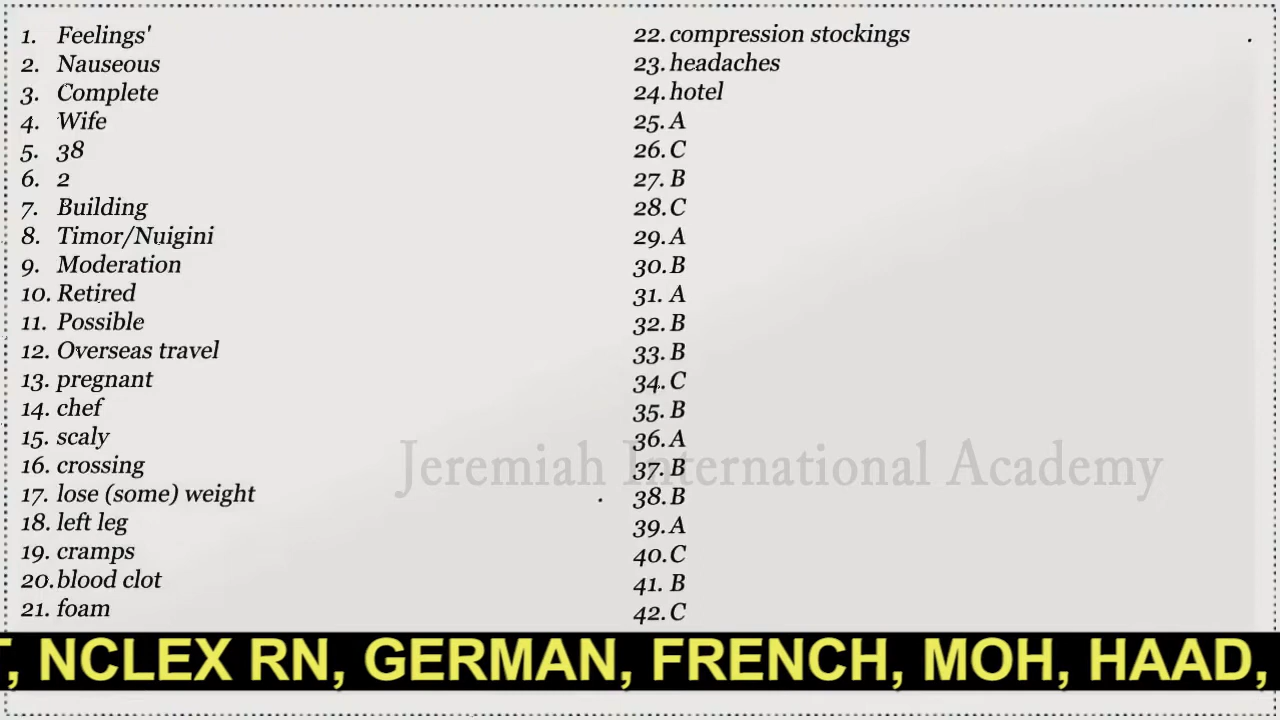 1. Feelings'
2. Nauseous
3. Complete
4. Wife
5. 38
6. 2
7. Building
8. Timor/Nuigini
9. Moderation
10. Retired
11. Possible
12. Overseas travel
13. pregnant
14. chef
15. scaly
16. crossing
17. lose (some) weight
18. left leg
19. cramps
20. blood clot
21. foam
22. compression stockings
23. headaches
24. hotel
25. A
26. C
27. B
28. C
29. A
30. B
31. A
32. B
33. B
34. C
35. B
36. A
37. B
38. B
39. A
40. C
41. B
42. C
Jeremiah International Academy
, NCLEX RN, GERMAN, FRENCH, MOH, HAAD,